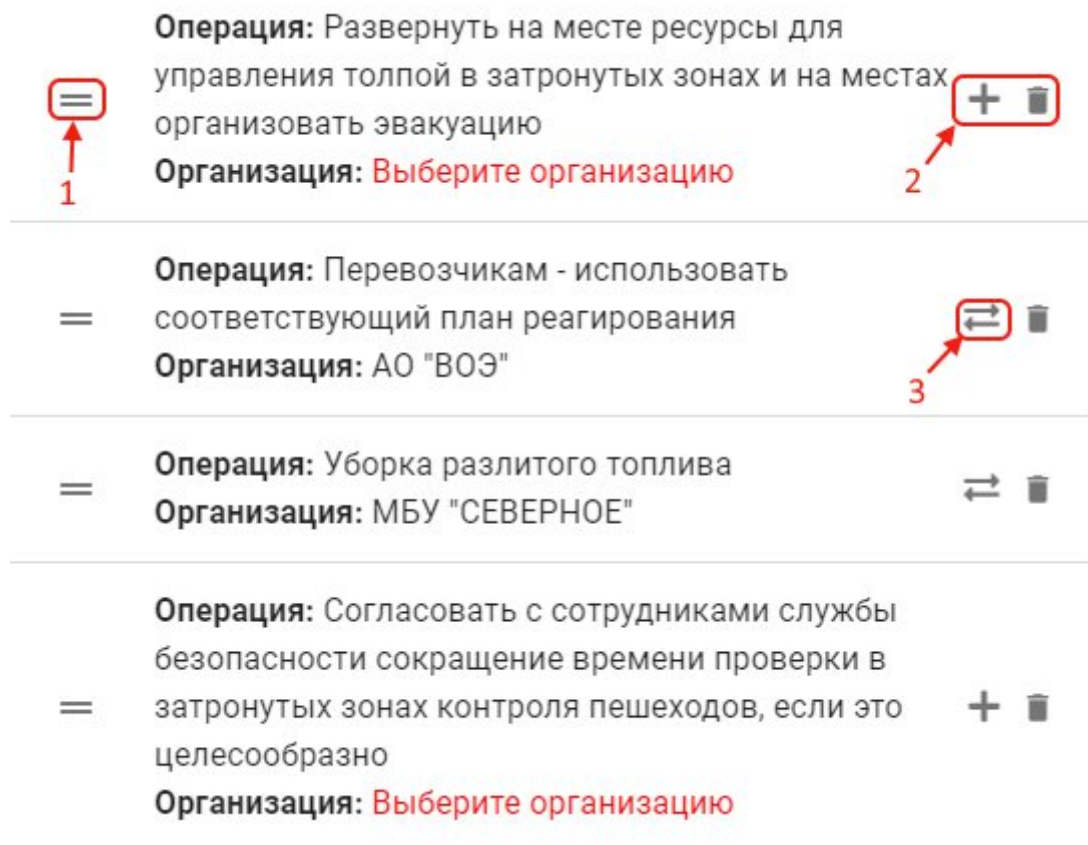 Операция: Развернуть на месте ресурсы для
управления толпой в затронутых зонах и на местах
организовать эвакуацию
Организация: Выберите организацию
1
2
Операция: Перевозчикам - использовать
соответствующий план реагирования
Организация: АО "ВОЭ"
3
Операция: Уборка разлитого топлива
Организация: МБУ "СЕВЕРНОЕ"
Операция: Согласовать с сотрудниками службы
безопасности сокращение времени проверки в
затронутых зонах контроля пешеходов, если это
целесообразно
Организация: Выберите организацию